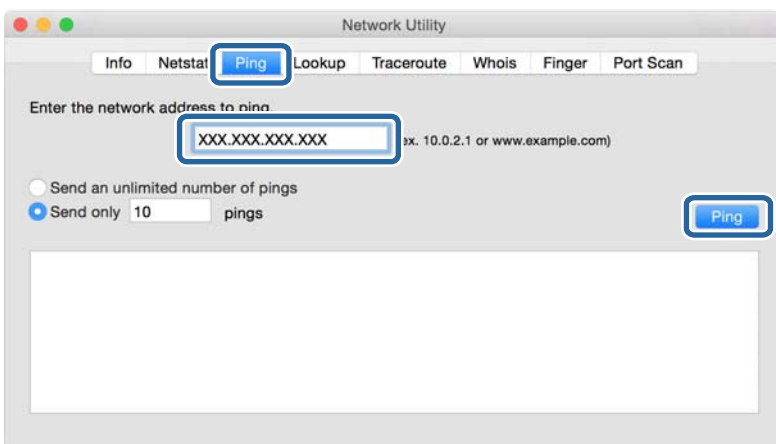 Network Utility
Info Netstat Ping Lookup Traceroute Whois Finger Port Scan
Enter the network address to ping.
XXX.XXX.XXX.XXX ex. 10.0.2.1 or www.example.com)
Send an unlimited number of pings
Send only 10 pings
Ping